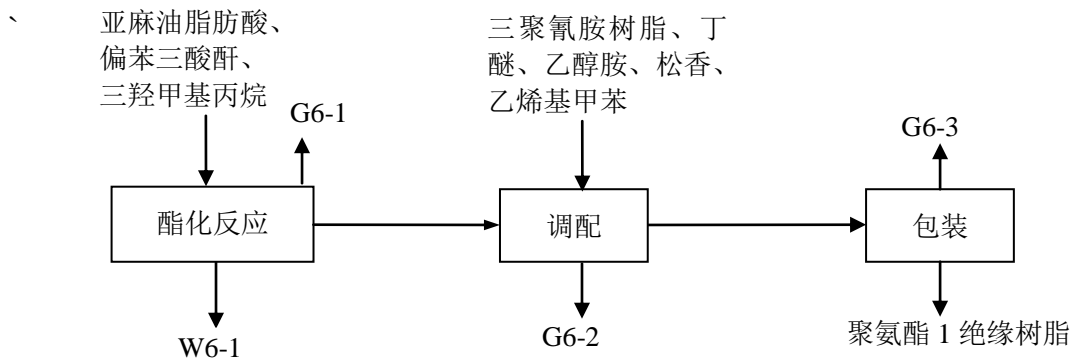 、
亚麻油脂肪酸、
偏苯三酸酐、
三羟甲基丙烷
三聚氰胺树脂、丁
醚、乙醇胺、松香、
乙烯基甲苯
G6-1
G6-3
酯化反应
调配
包装
W6-1
G6-2
聚氨酯 1 绝缘树脂